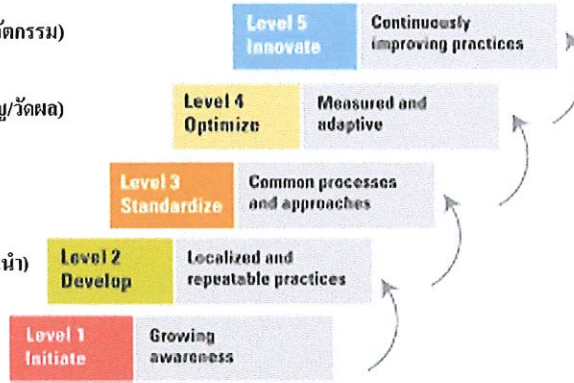 Level 5
Innovate
Continuously
improving practices
Level 4
Optimize
Measured and
adaptive
Level 3
Standardize
Common processes
and approaches
Level 2
Develop
Localized and
repeatable practices
Level 1
Initiate
Growing
awareness